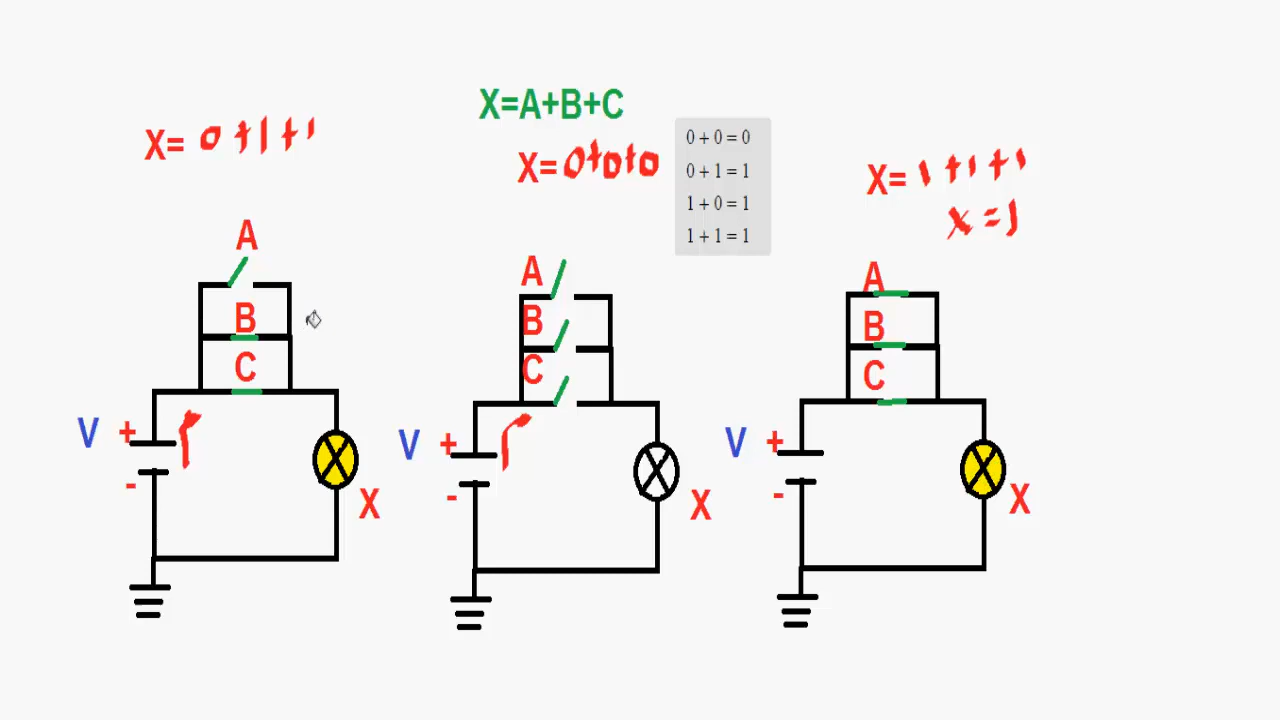 X=A+B+C
X= 0+1+1
X=0+0+0
0 + 0 = 0
0 + 1 = 1
1 + 0 = 1
1 + 1 = 1
X= 1+1+1
X=1
A
B
C
V
+
-
X
A
B
C
V
+
-
X
A
B
C
V
+
-
X